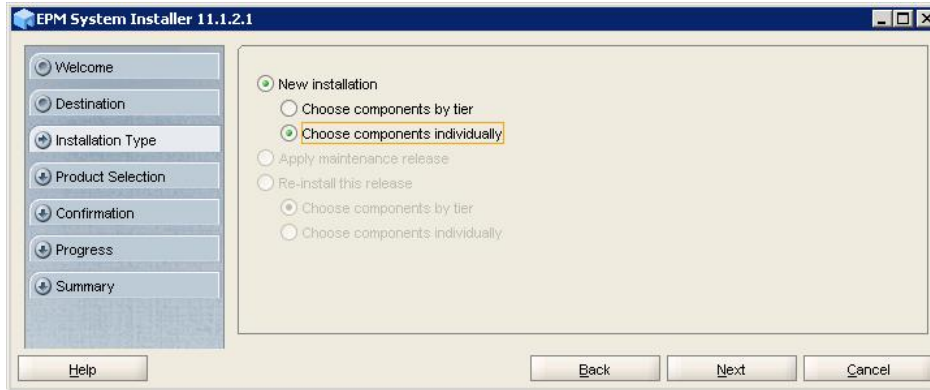 EPM System Installer 11.1.2.1
Welcome
Destination
Installation Type
Product Selection
Confirmation
Progress
Summary
New installation
Choose components by tier
Choose components individually
Apply maintenance release
Re-install this release
Choose components by tier
Choose components individually
Help
Back
Next
Cancel